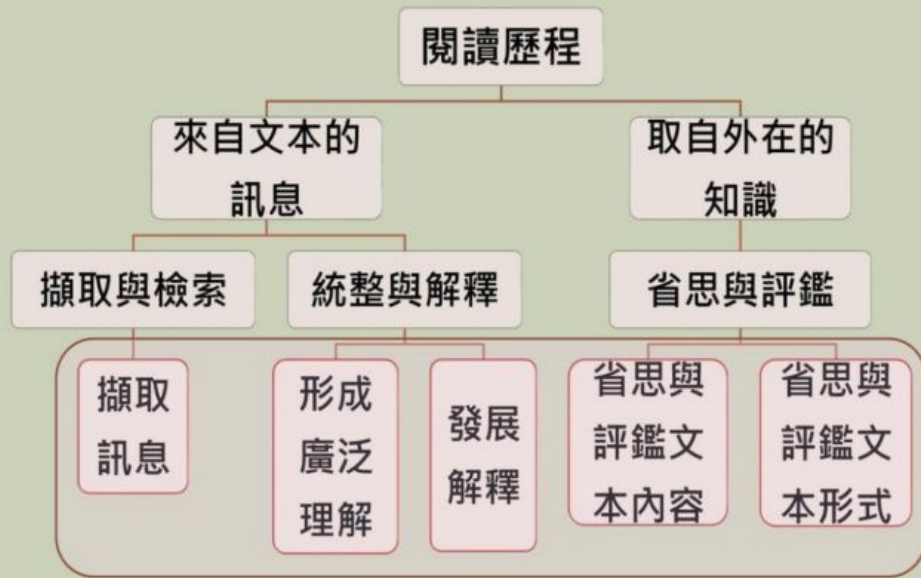 閱讀歷程
來自文本的
訊息
取自外在的
知識
擷取與檢索
統整與解釋
省思與評鑑
擷取
訊息
形成
廣泛
理解
發展
解釋
省思與
評鑑文
本內容
省思與
評鑑文
本形式